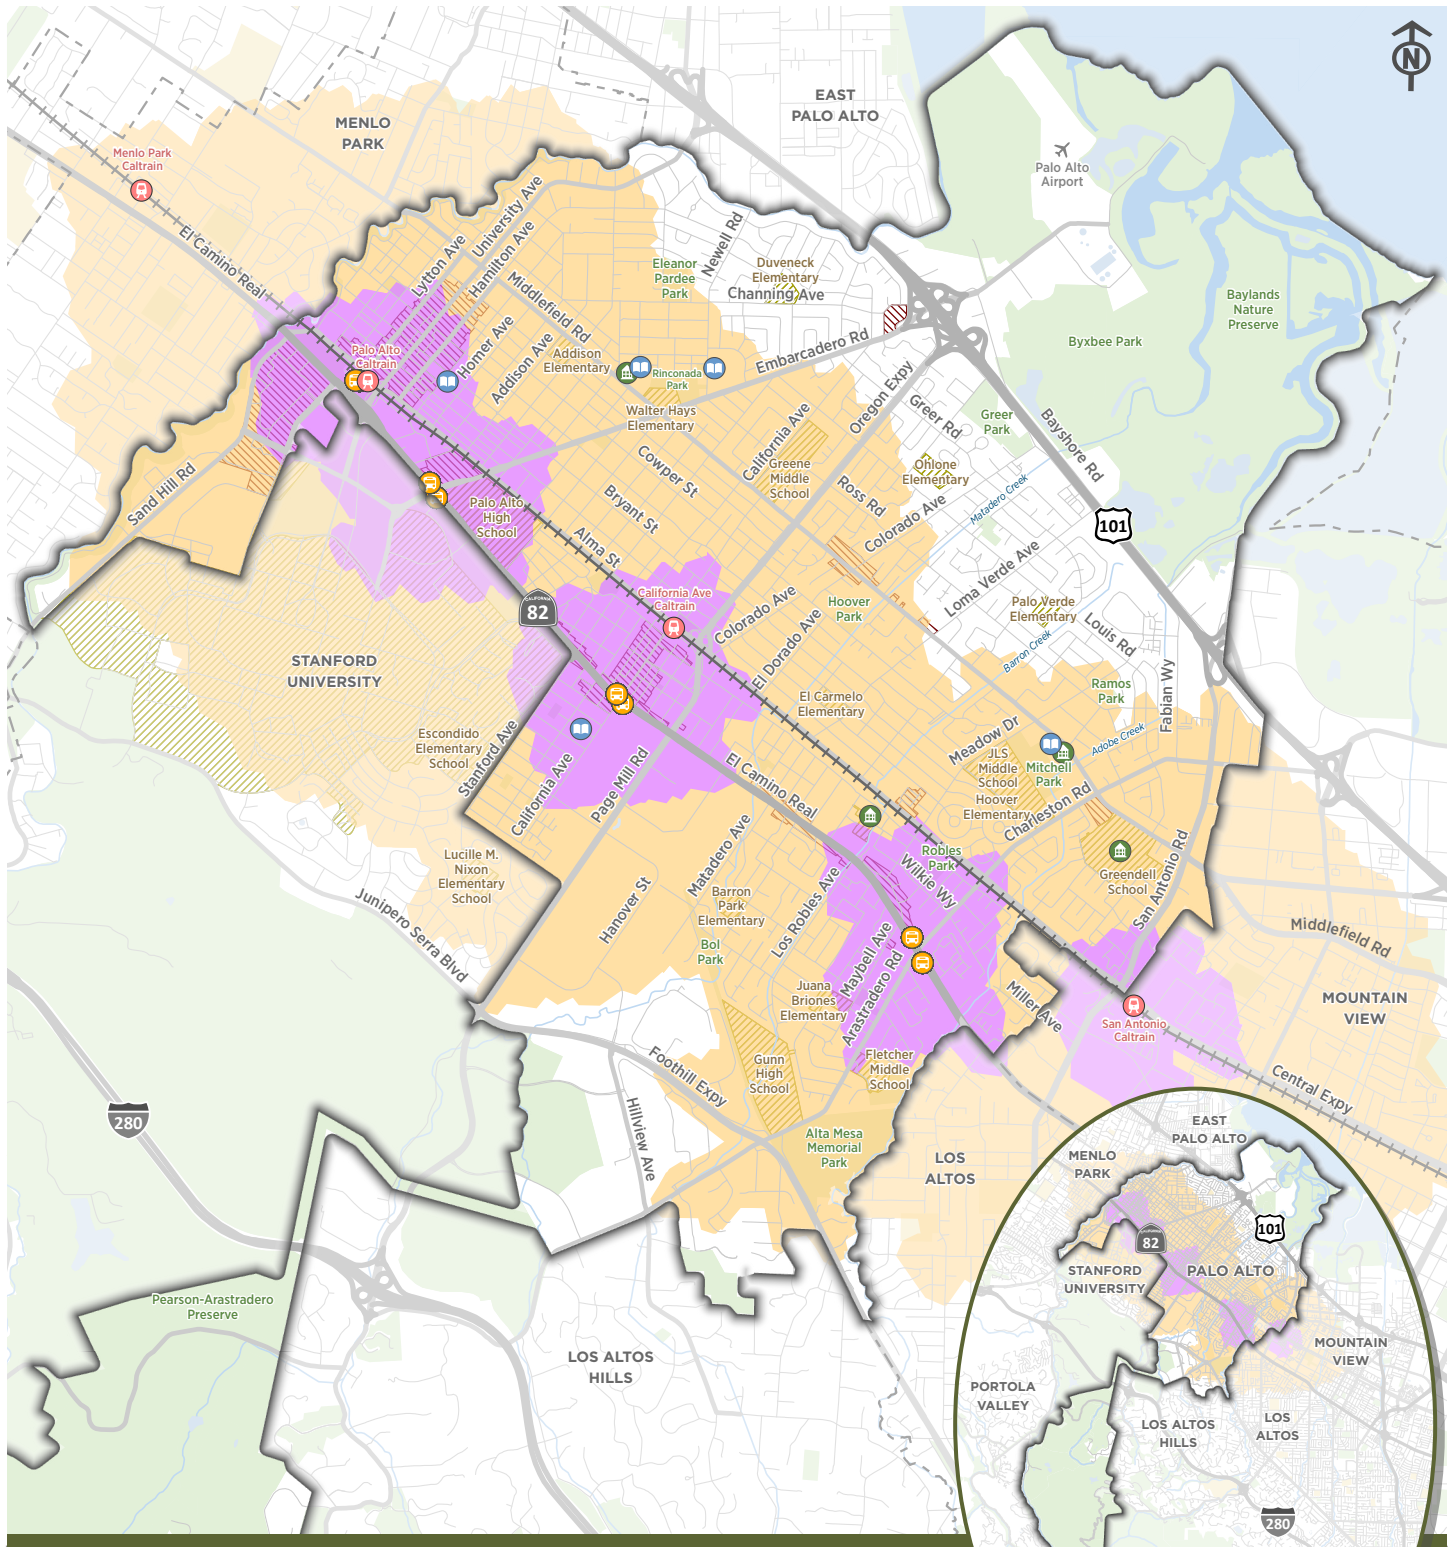 N
EAST
PALO ALTO
MENLO
PARK
Menlo Park
Caltrain
Palo Alto
Airport
El Camino Real
University Ave
Lytton Ave
Hamilton Ave
Newell Rd
Eleanor
Pardee
Park
Duveneck
Elementary
Channing Ave
Middlefield Rd
Baylands
Nature
Preserve
Byxbee Park
Palo Alto
Caltrain
Homer Ave
Addison Ave
Addison
Elementary
Rinconada
Park
Embarcadero Rd
Walter Hays
Elementary
Oregon Expy
Greer Rd
Greer
Park
Bayshore Rd
California Ave
Cowper St
Greene
Middle
School
Ohlone
Elementary
Sand Hill Rd
Palo Alto
High
School
Bryant St
Ross Rd
Matadero Creek
Colorado Ave
101
Alma St
California Ave
Caltrain
CALIFORNIA
82
Colorado Ave
Hoover
Park
Loma Verde Ave
Palo Verde
Elementary
Louis Rd
Barron Creek
STANFORD
UNIVERSITY
El Dorado Ave
El Carmelo
Elementary
Ramos
Park
Fabian Wy
Escondido
Elementary
School
Stanford Ave
California Ave
Page Mill Rd
El Camino Real
Meadow Dr
Adobe Creek
JLS
Middle
School
Mitchell
Park
Hoover
Elementary
Charleston Rd
Lucille M.
Nixon
Elementary
School
Matadero Ave
Robles
Park
Wilkie Wy
Greendell
School
San Antonio Rd
Junipero Serra Blvd
Hanover St
Barron
Park
Elementary
Los Robles Ave
Bol
Park
Maybell Ave
Arastradero Rd
Middlefield Rd
Juana
Briones
Elementary
Miller Ave
MOUNTAIN
VIEW
San Antonio
Caltrain
Foothill Expy
Gunn
High
School
Fletcher
Middle
School
Central Expy
280
Hillview Ave
Alta Mesa
Memorial
Park
LOS
ALTOS
Pearson-Arastradero
Preserve
LOS ALTOS
HILLS
EAST
PALO ALTO
MENLO
PARK
101
82
STANFORD
UNIVERSITY
PALO ALTO
MOUNTAIN
VIEW
PORTOLA
VALLEY
LOS ALTOS
HILLS
LOS
ALTOS
280